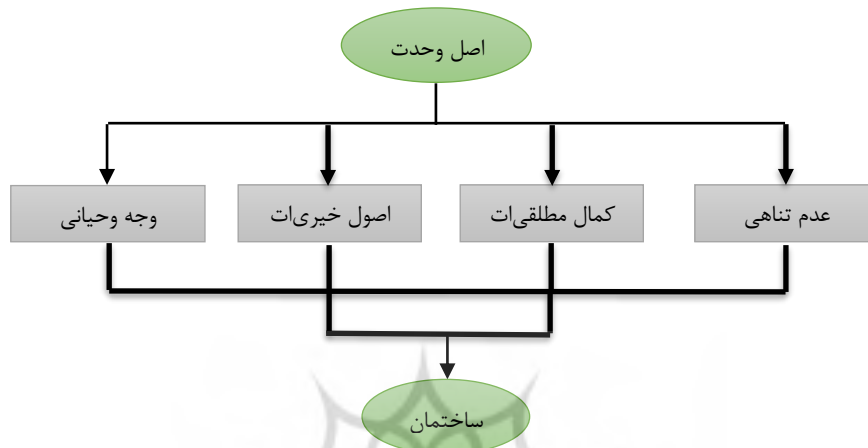 اصل وحدت
عدم تناهی
کمال مطلقی‌ات
اصول خیری‌ات
وجه وحیانی
ساختمان